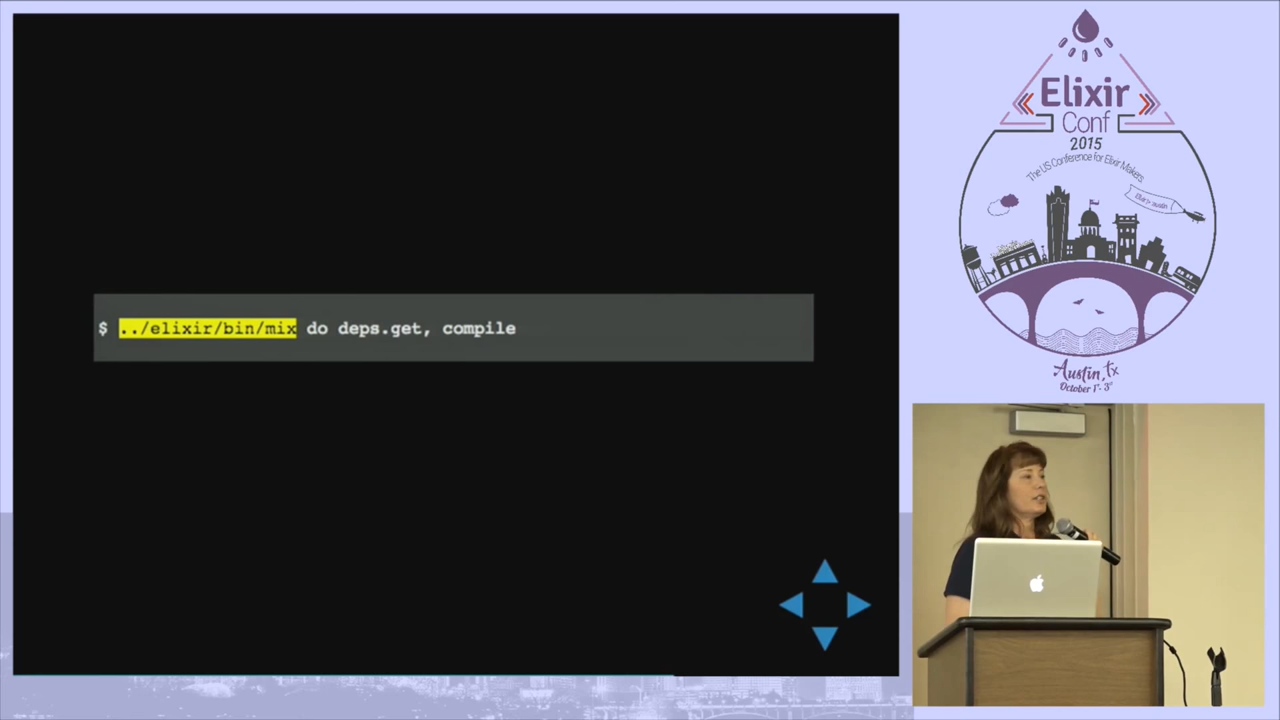 $ ../elixir/bin/mix do deps.get, compile
Elixir
Conf
2015
The US Conference for Elixir Makers
Austin, Tx
October 1st - 3rd